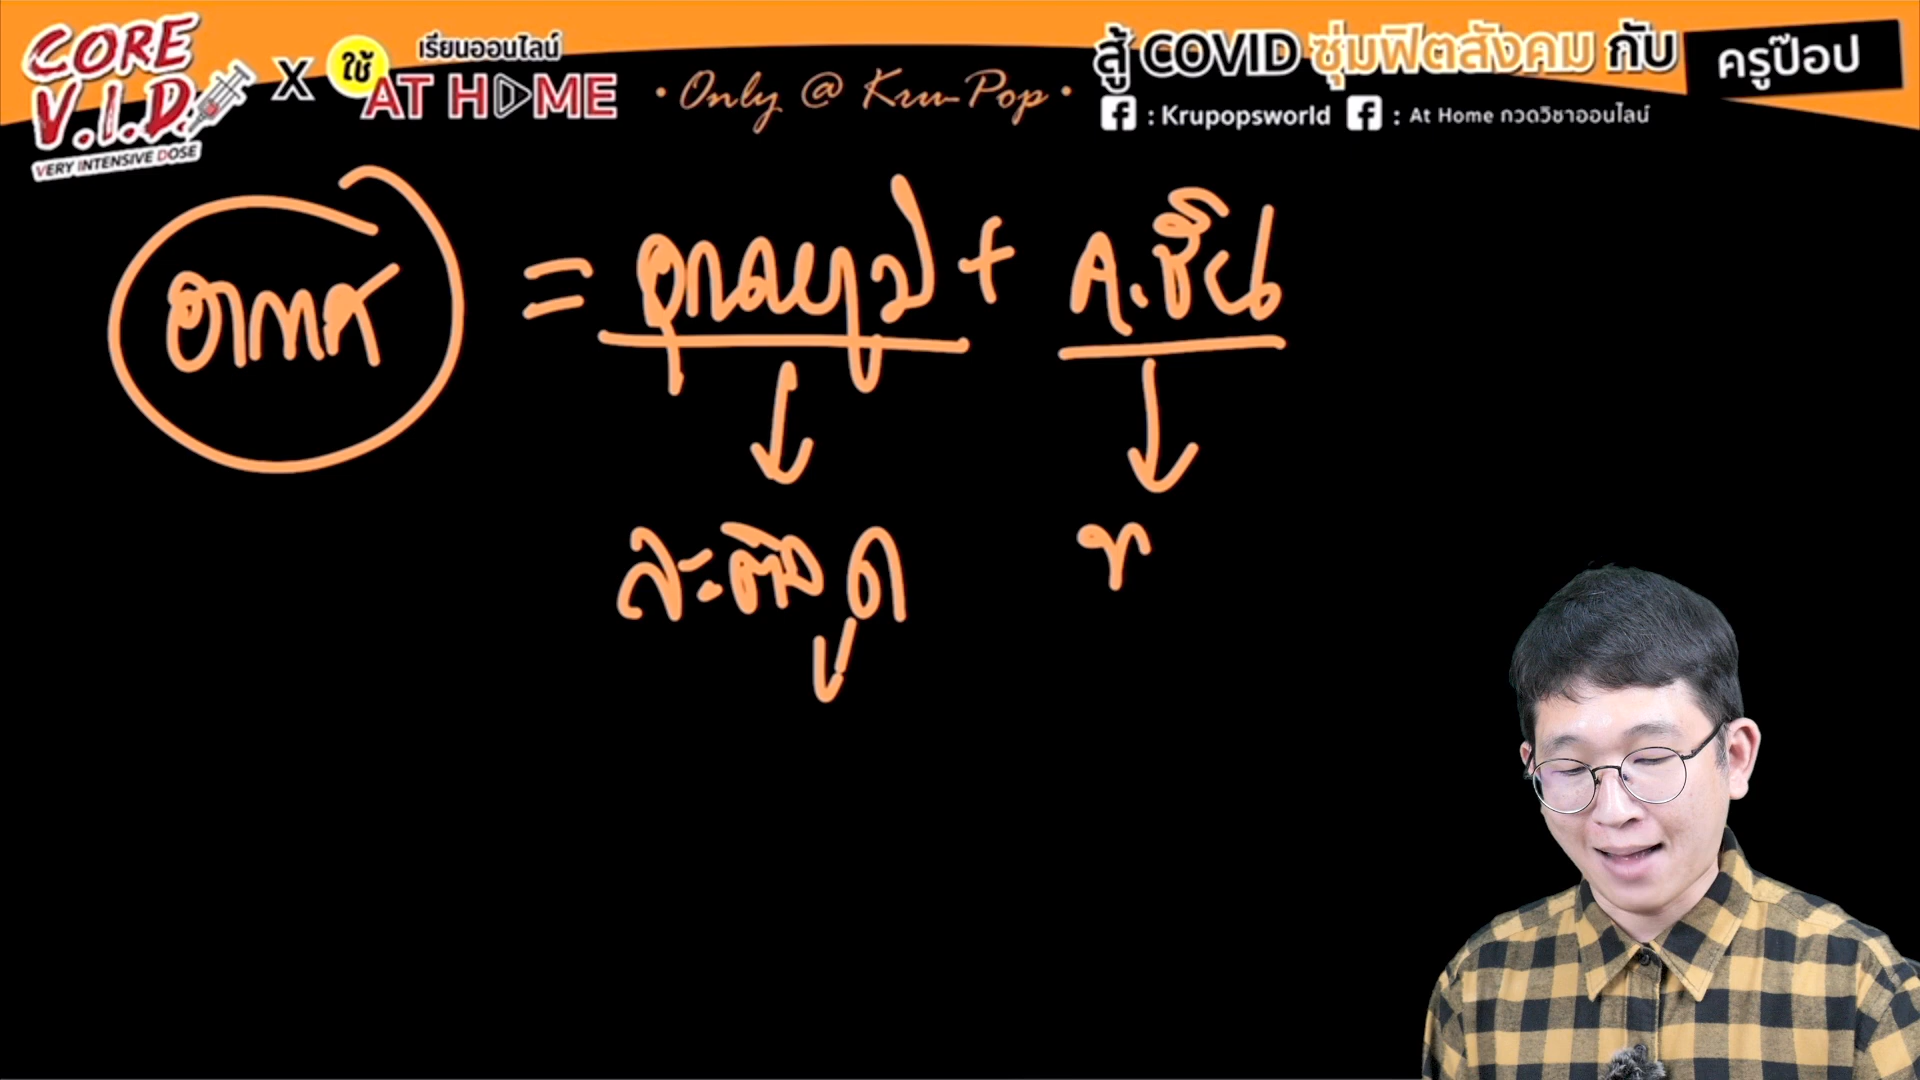 CORE
V.I.D.
VERY INTENSIVE DOSE
X
ใช้
เรียนออนไลน์
AT HOME
• Only @ Kru-Pop •
สู้ COVID ซุ่มฟิตสังคม กับ ครูป๊อป
f : Krupopsworld f : At Home กวดวิชาออนไลน์
อากาศ = อุณหภูมิ + ค.ชื้น
ละติจูด ท